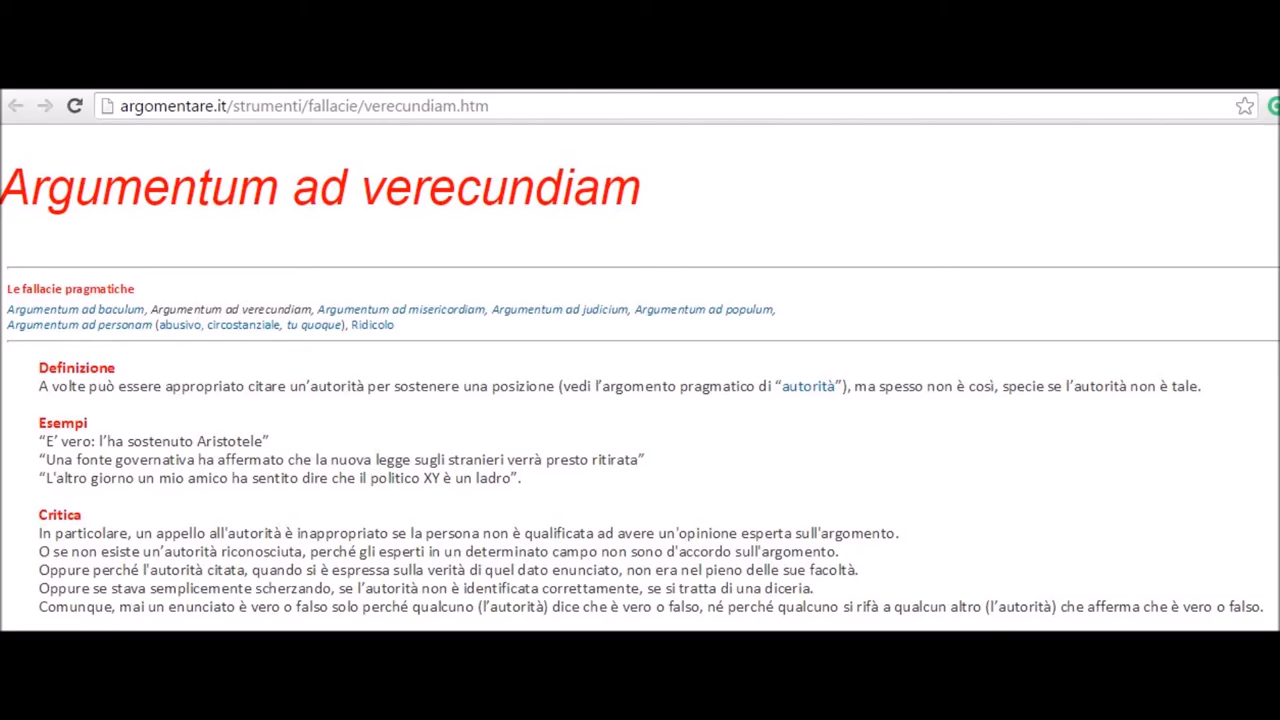 argomentare.it/strumenti/fallacie/verecundiam.htm
Argumentum ad verecundiam
Le fallacie pragmatiche
Argumentum ad baculum, Argumentum ad verecundiam, Argumentum ad misericordiam, Argumentum ad judicium, Argumentum ad populum,
Argumentum ad personam (abusivo, circostanziale, tu quoque), Ridicolo
Definizione
A volte può essere appropriato citare un’autorità per sostenere una posizione (vedi l’argomento pragmatico di “autorità”), ma spesso non è così, specie se l’autorità non è tale.
Esempi
“E’ vero: l’ha sostenuto Aristotele”
“Una fonte governativa ha affermato che la nuova legge sugli stranieri verrà presto ritirata”
“L'altro giorno un mio amico ha sentito dire che il politico XY è un ladro”.
Critica
In particolare, un appello all'autorità è inappropriato se la persona non è qualificata ad avere un'opinione esperta sull'argomento.
O se non esiste un’autorità riconosciuta, perché gli esperti in un determinato campo non sono d'accordo sull'argomento.
Oppure perché l'autorità citata, quando si è espressa sulla verità di quel dato enunciato, non era nel pieno delle sue facoltà.
Oppure se stava semplicemente scherzando, se l’autorità non è identificata correttamente, se si tratta di una diceria.
Comunque, mai un enunciato è vero o falso solo perché qualcuno (l’autorità) dice che è vero o falso, né perché qualcuno si rifà a qualcun altro (l’autorità) che afferma che è vero o falso.